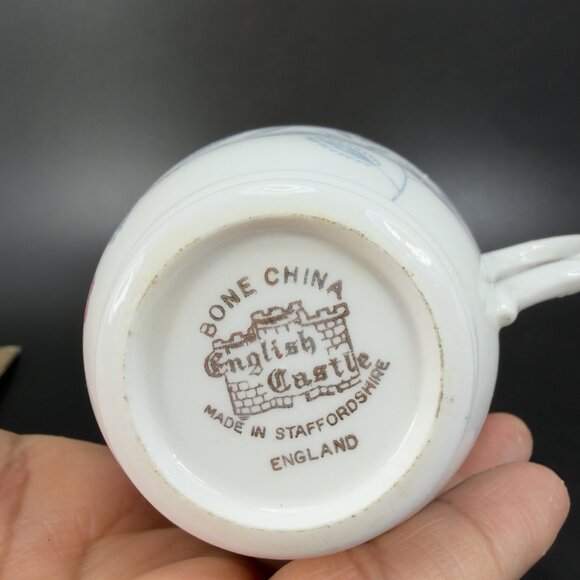 BONE CHINA
English
Castle
MADE IN STAFFORDSHIRE
ENGLAND